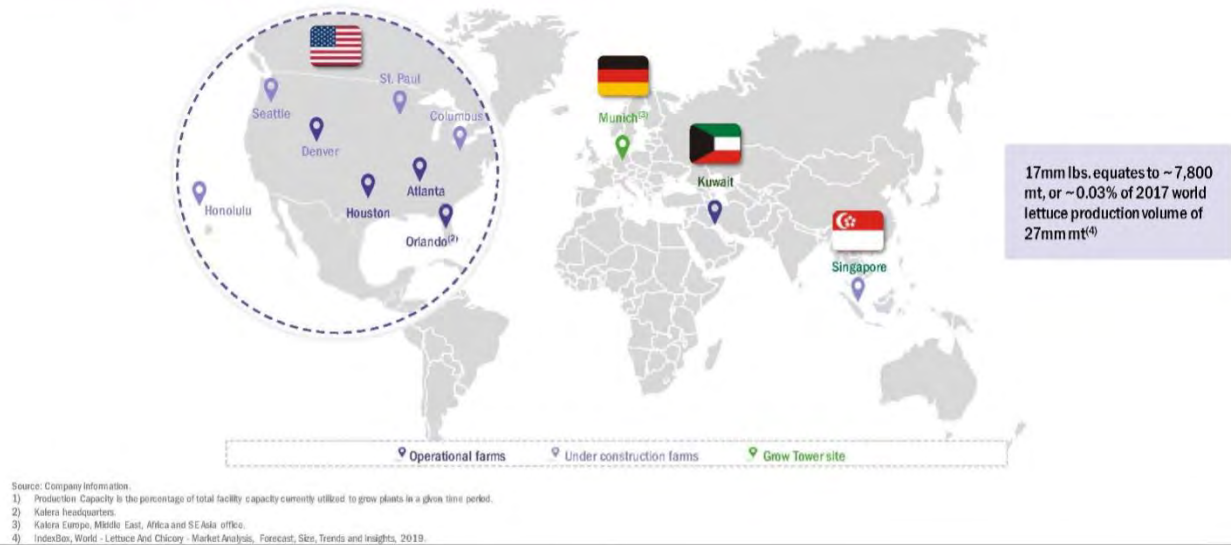 St. Paul
Seattle
Columbus
Denver
Atlanta
Honolulu
Houston
Orlando(2)
Munich(3)
Kuwait
Singapore
17mm lbs. equates to ~7,800
mt, or ~0.03% of 2017 world
lettuce production volume of
27mm mt(4)
Operational farms
Under construction farms
Grow Tower site
Source: Company information.
1) Production Capacity is the percentage of total facility capacity currently utilized to grow plants in a given time period.
2) Kalera headquarters.
3) Kalera Europe, Middle East, Africa and SE Asia office.
4) IndexBox, World - Lettuce And Chicory - Market Analysis, Forecast, Size, Trends and Insights, 2019.